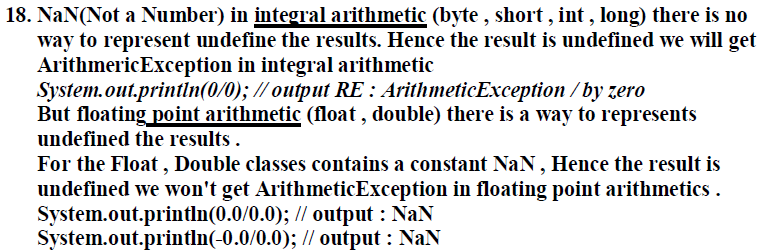 18. NaN(Not a Number) in integral arithmetic (byte , short , int , long) there is no
way to represent undefine the results. Hence the result is undefined we will get
ArithmericException in integral arithmetic
System.out.println(0/0); // output RE : ArithmeticException / by zero
But floating point arithmetic (float , double) there is a way to represents
undefined the results .
For the Float , Double classes contains a constant NaN , Hence the result is
undefined we won't get ArithmeticException in floating point arithmetics .
System.out.println(0.0/0.0); // output : NaN
System.out.println(-0.0/0.0); // output : NaN